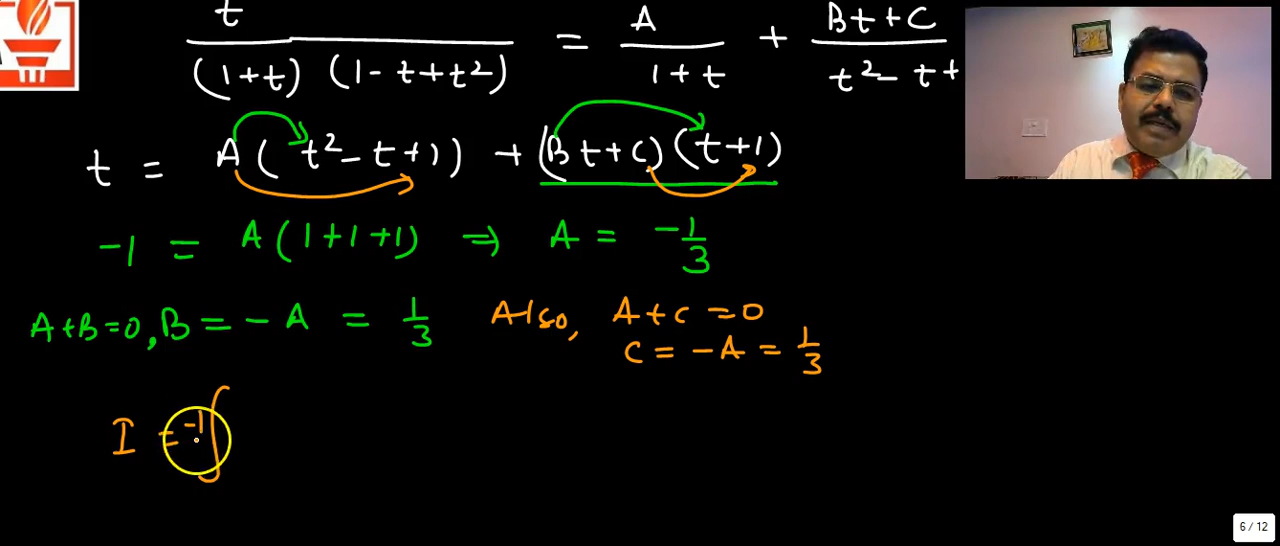 t / (1+t) (1-t+t²) = A / 1+t + Bt+C / t²-t+
t = A( t²-t+1) + (Bt+C)(t+1)
-1 = A(1+1+1) ⇒ A = -1/3
A+B=0, B = -A = 1/3 Also, A+C=0
C = -A = 1/3
I = -1 ∫
6 / 12